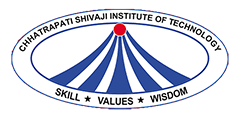 CHHATRAPATI SHIVAJI INSTITUTE OF TECHNOLOGY
SKILL ★ VALUES ★ WISDOM